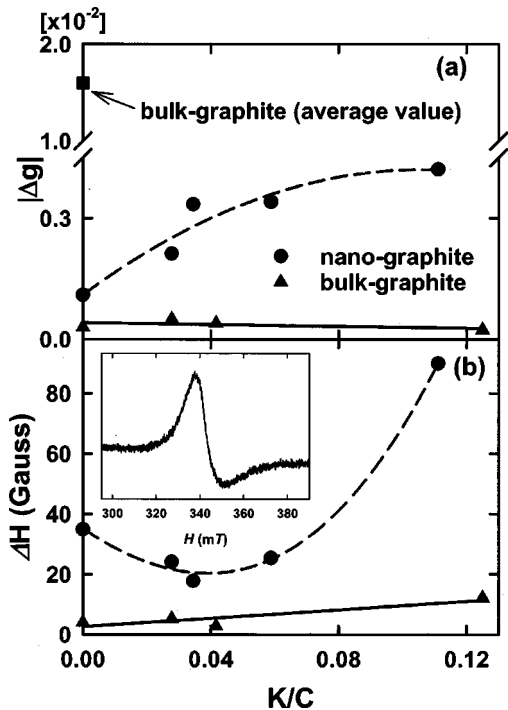 [x10⁻²]
2.0
(a)
bulk-graphite (average value)
1.0
|Δg|
0.3
nano-graphite
bulk-graphite
0.0
(b)
80
60
40
20
0
ΔH (Gauss)
300 320 340 360 380
H (mT)
0.00 0.04 0.08 0.12
K/C